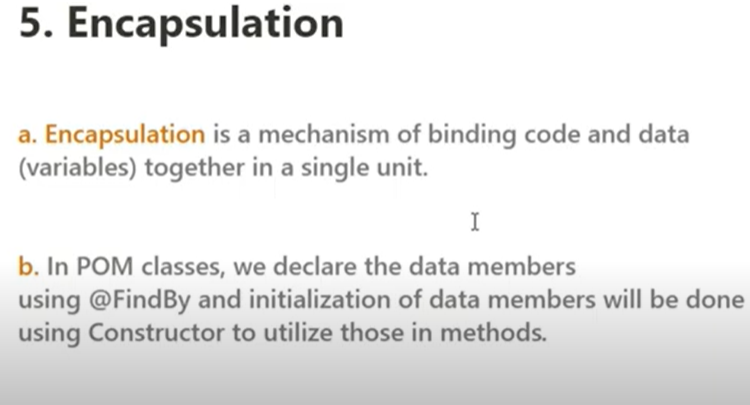 5. Encapsulation
a. Encapsulation is a mechanism of binding code and data
(variables) together in a single unit.
b. In POM classes, we declare the data members
using @FindBy and initialization of data members will be done
using Constructor to utilize those in methods.